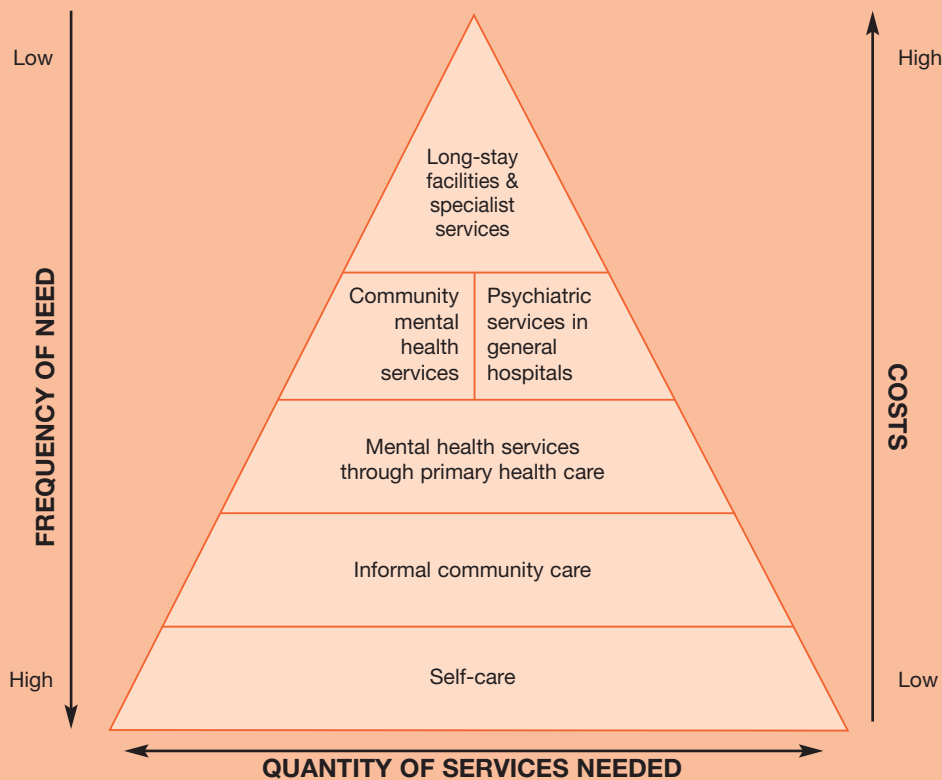 Low
High
Long-stay
facilities &
specialist
services
Community
mental
health
services
Psychiatric
services in
general
hospitals
FREQUENCY OF NEED
COSTS
Mental health services
through primary health care
Informal community care
Self-care
High
Low
QUANTITY OF SERVICES NEEDED